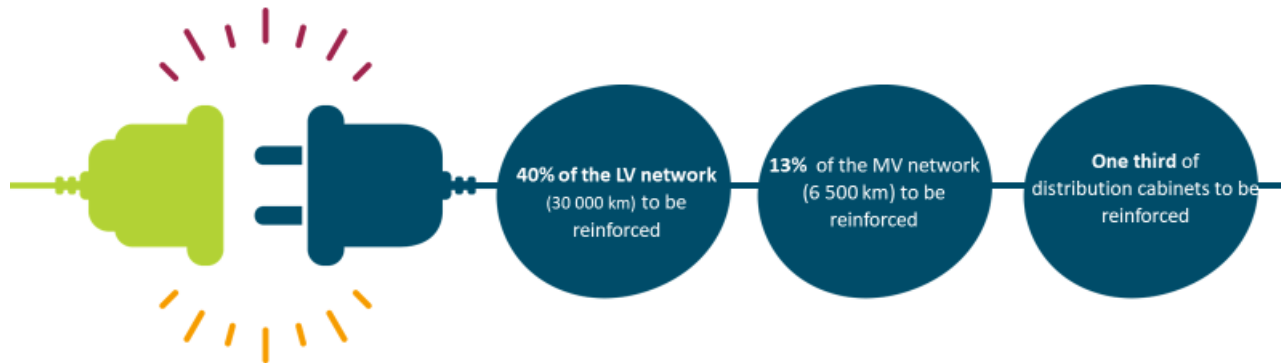 40% of the LV network
(30 000 km) to be
reinforced
13% of the MV network
(6 500 km) to be
reinforced
One third of
distribution cabinets to be
reinforced